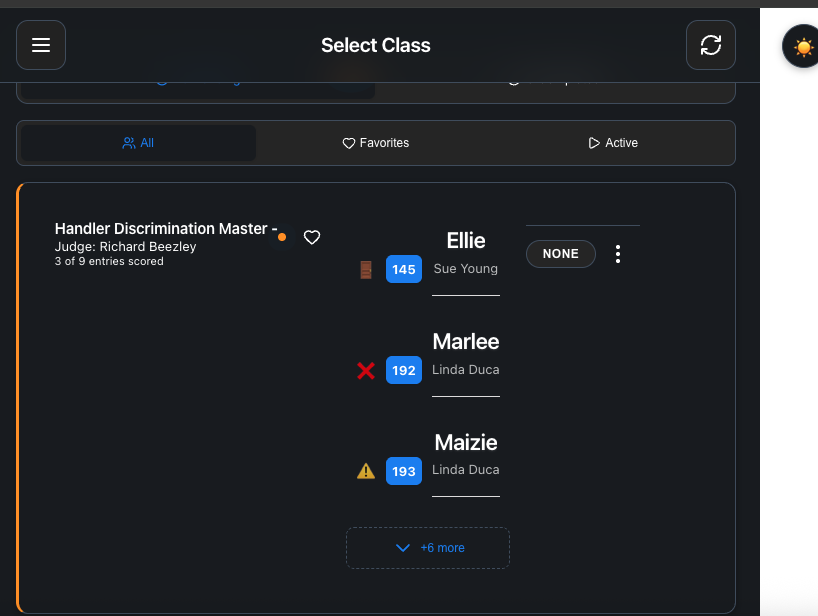 Select Class
All
Favorites
Active
Handler Discrimination Master -
Judge: Richard Beezley
3 of 9 entries scored
145
Ellie
Sue Young
NONE
192
Marlee
Linda Duca
193
Maizie
Linda Duca
+6 more